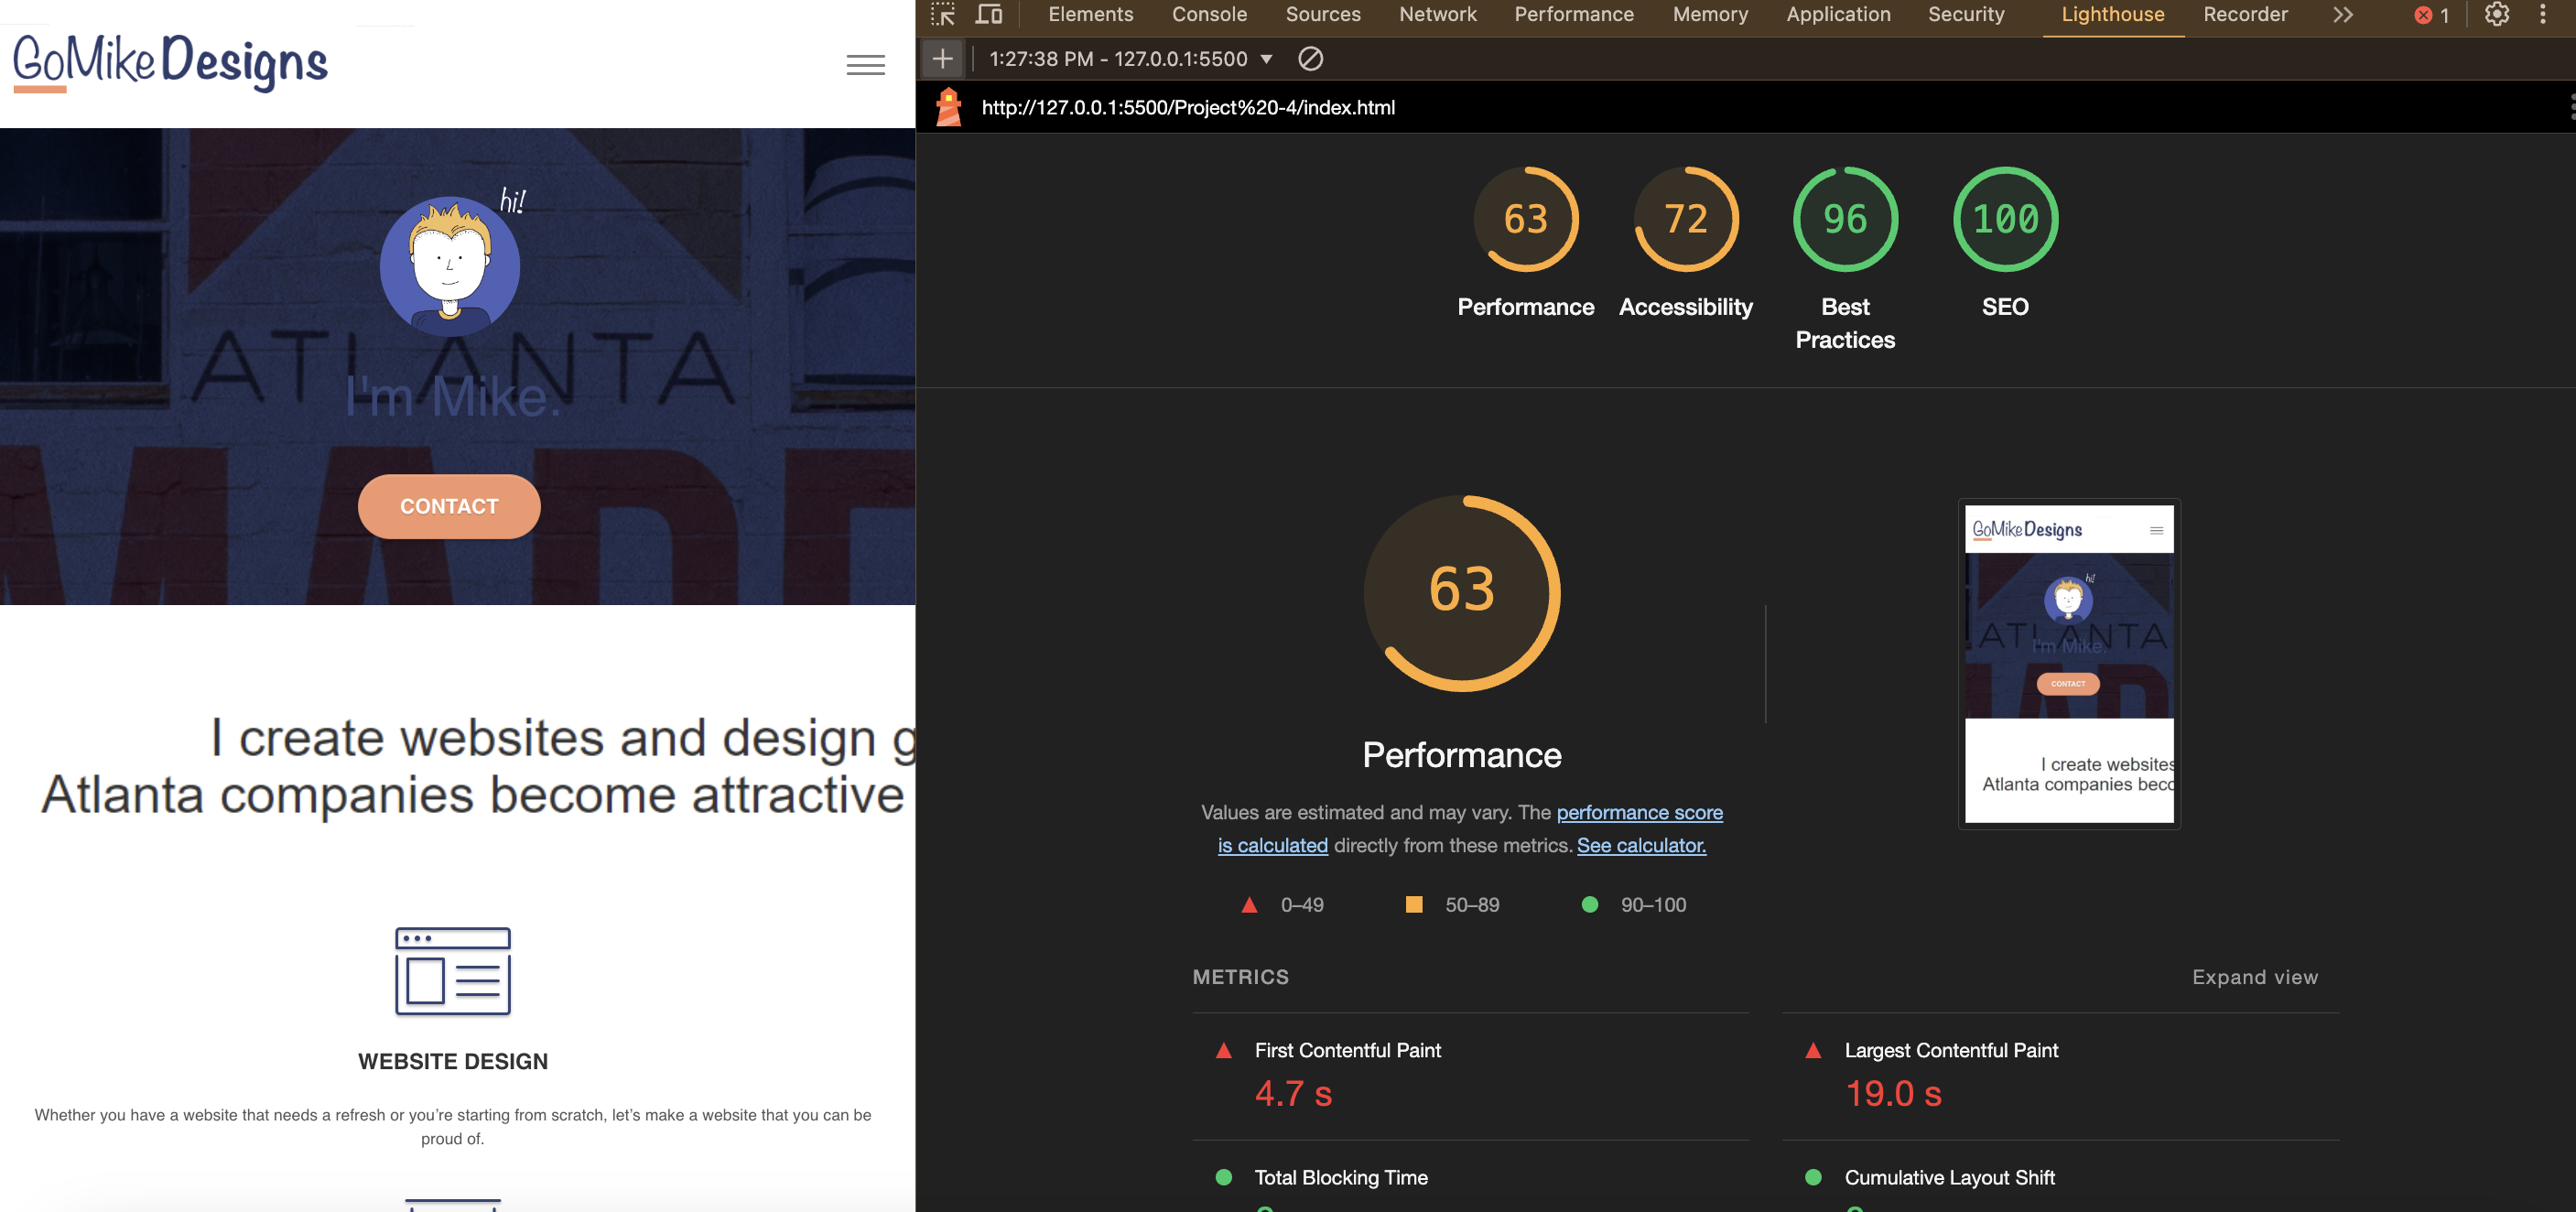 GoMikeDesigns
hi!
ATLANTA
I'm Mike.
MADE
CONTACT
I create websites and design g
Atlanta companies become attractive
WEBSITE DESIGN
Whether you have a website that needs a refresh or you're starting from scratch, let's make a website that you can be
proud of.
Elements Console Sources Network Performance Memory Application Security Lighthouse Recorder 1
1:27:38 PM - 127.0.0.1:5500
http://127.0.0.1:5500/Project%20-4/index.html
63 72 96 100
Performance Accessibility Best Practices SEO
63
Performance
Values are estimated and may vary. The performance score
is calculated directly from these metrics. See calculator.
0–49 50–89 90–100
GoMikeDesigns
hi!
ATLANTA
I'm Mike.
CONTACT
I create websites
Atlanta companies beco
METRICS Expand view
First Contentful Paint Largest Contentful Paint
4.7 s 19.0 s
Total Blocking Time Cumulative Layout Shift